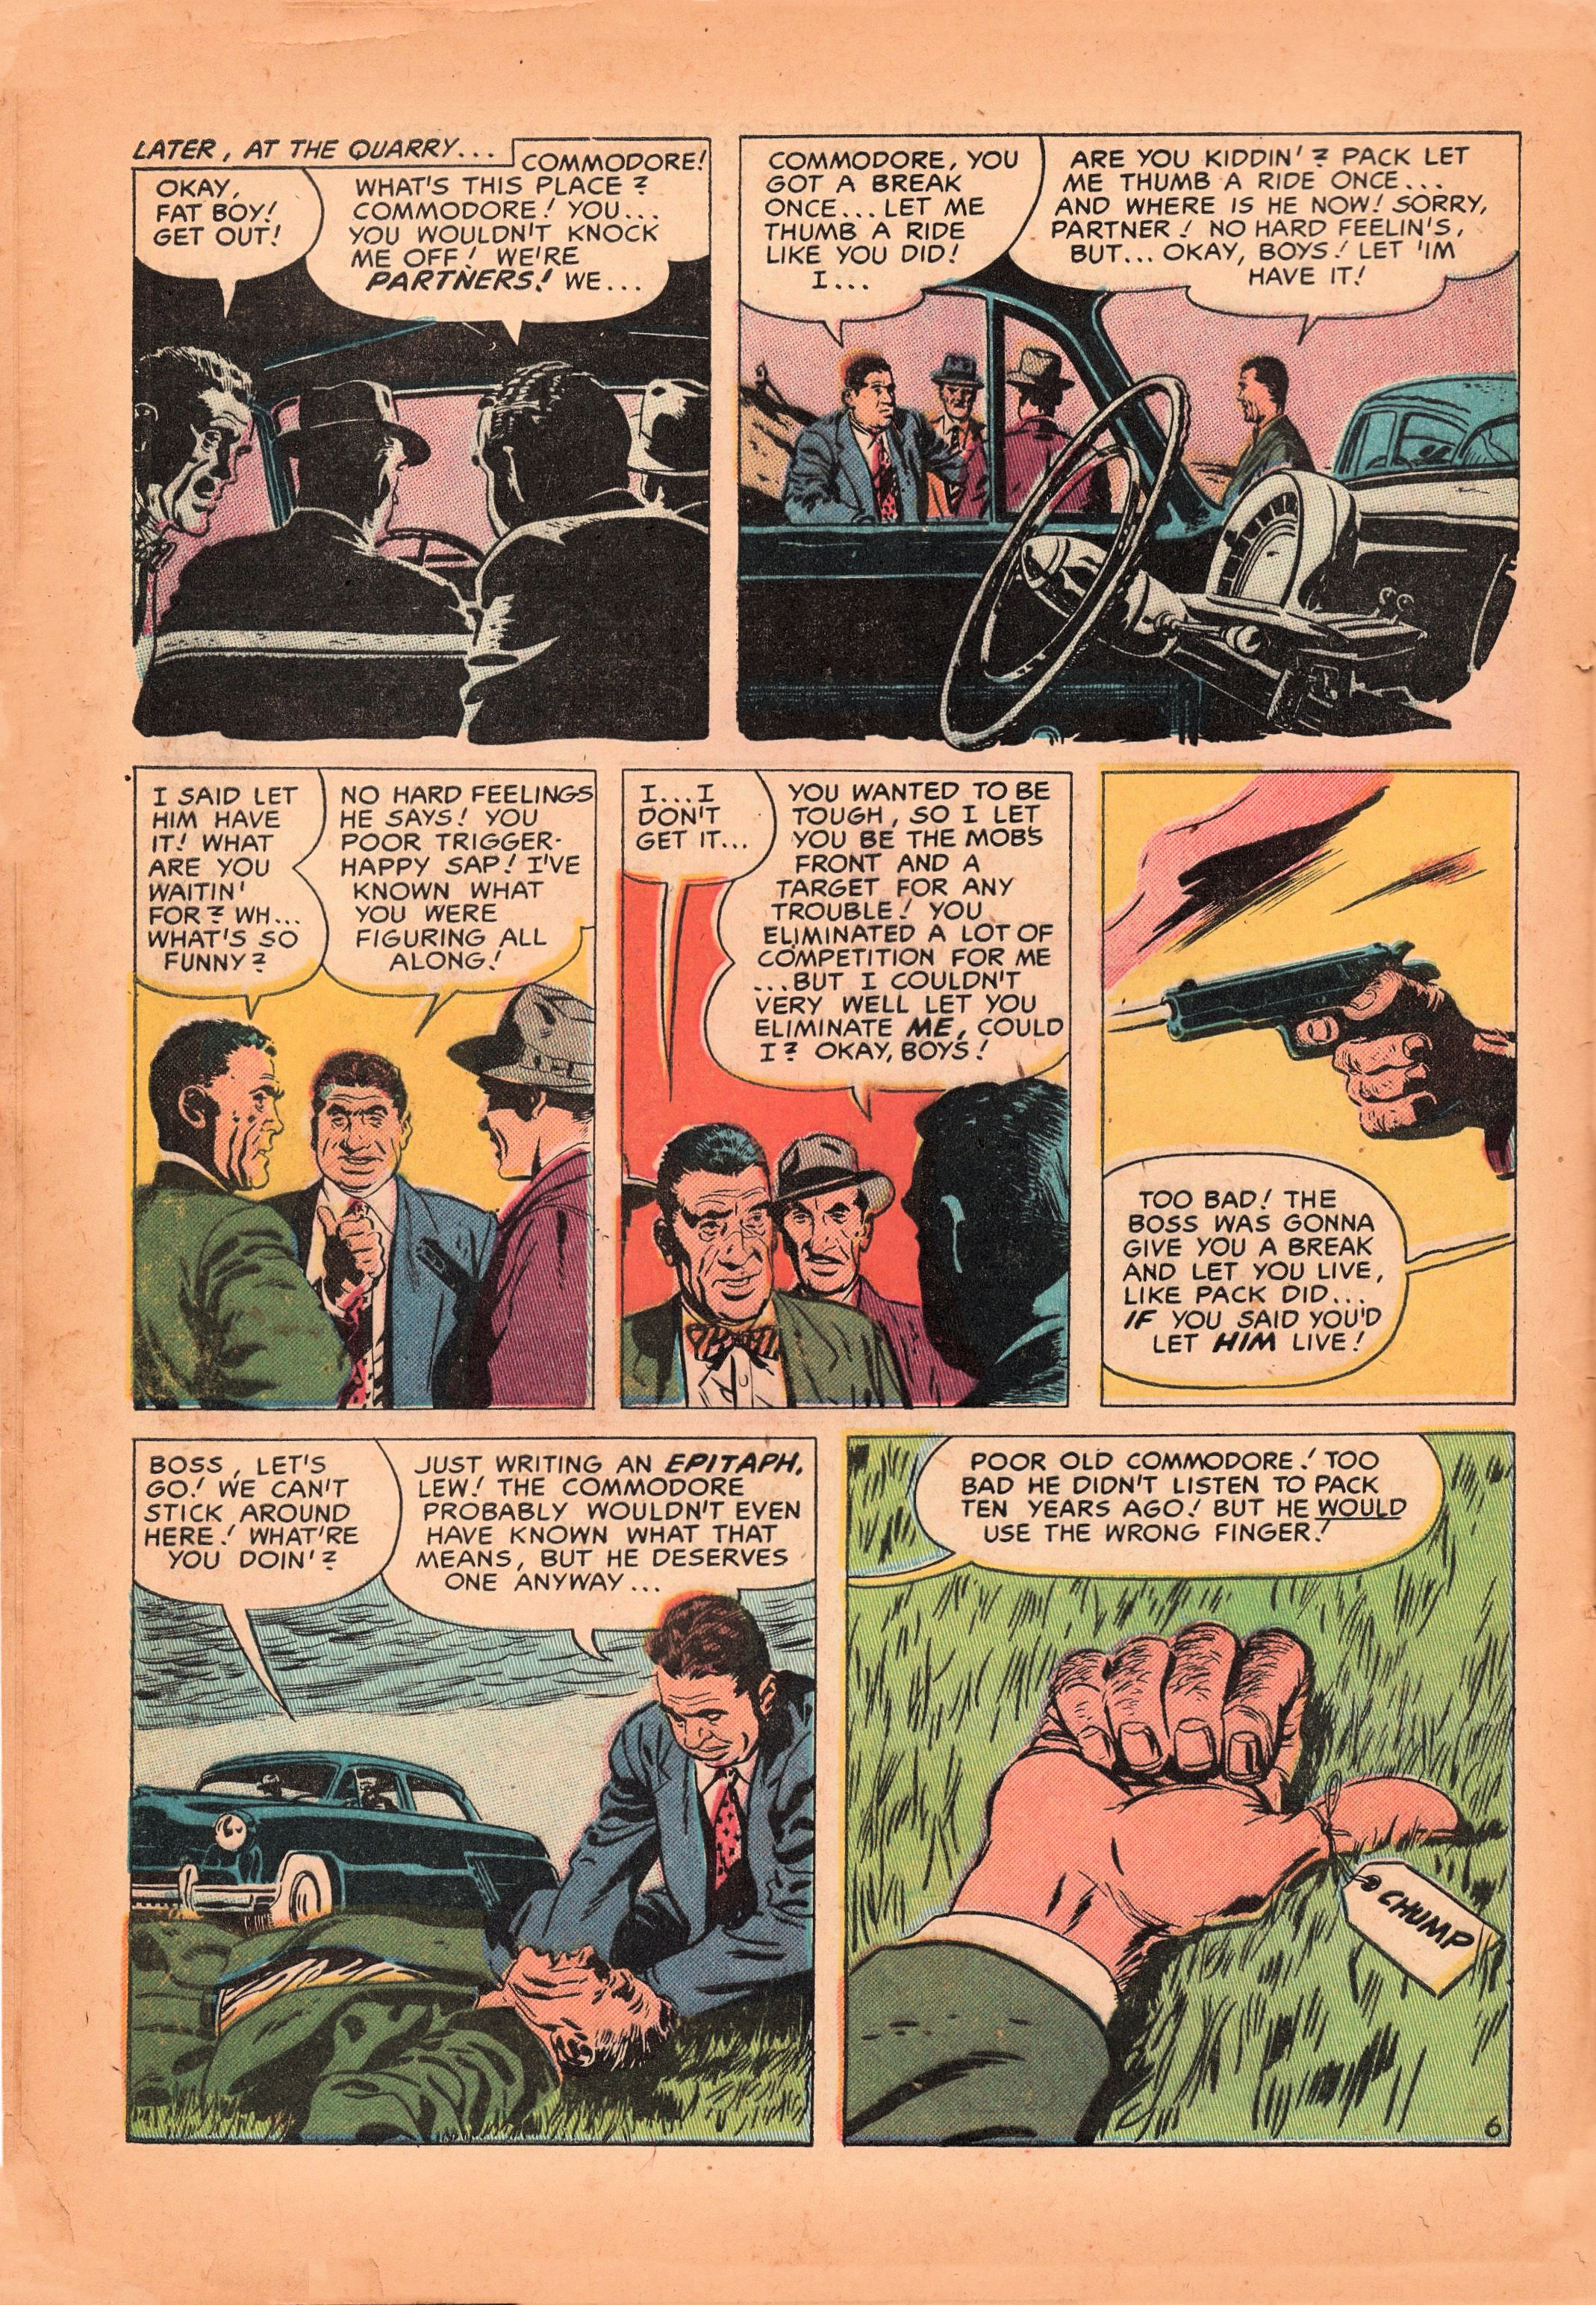 LATER, AT THE QUARRY...
OKAY,
FAT BOY!
GET OUT!
COMMODORE!
WHAT'S THIS PLACE?
COMMODORE! YOU...
YOU WOULDN'T KNOCK
ME OFF! WE'RE
PARTNERS! WE...
COMMODORE, YOU
GOT A BREAK
ONCE... LET ME
THUMB A RIDE
LIKE YOU DID!
I...
ARE YOU KIDDIN'? PACK LET
ME THUMB A RIDE ONCE...
AND WHERE IS HE NOW! SORRY,
PARTNER! NO HARD FEELIN'S,
BUT... OKAY, BOYS! LET 'IM
HAVE IT!
I SAID LET
HIM HAVE
IT! WHAT
ARE YOU
WAITIN'
FOR? WH...
WHAT'S SO
FUNNY?
NO HARD FEELINGS
HE SAYS! YOU
POOR TRIGGER-
HAPPY SAP! I'VE
KNOWN WHAT
YOU WERE
FIGURING ALL
ALONG!
I...I
DON'T
GET IT...
YOU WANTED TO BE
TOUGH, SO I LET
YOU BE THE MOB'S
FRONT AND A
TARGET FOR ANY
TROUBLE! YOU
ELIMINATED A LOT OF
COMPETITION FOR ME
...BUT I COULDN'T
VERY WELL LET YOU
ELIMINATE ME, COULD
I? OKAY, BOYS!
TOO BAD! THE
BOSS WAS GONNA
GIVE YOU A BREAK
AND LET YOU LIVE,
LIKE PACK DID...
IF YOU SAID YOU'D
LET HIM LIVE!
BOSS, LET'S
GO! WE CAN'T
STICK AROUND
HERE! WHAT'RE
YOU DOIN'?
JUST WRITING AN EPITAPH,
LEW! THE COMMODORE
PROBABLY WOULDN'T EVEN
HAVE KNOWN WHAT THAT
MEANS, BUT HE DESERVES
ONE ANYWAY...
POOR OLD COMMODORE! TOO
BAD HE DIDN'T LISTEN TO PACK
TEN YEARS AGO! BUT HE WOULD
USE THE WRONG FINGER!
CHUMP
6